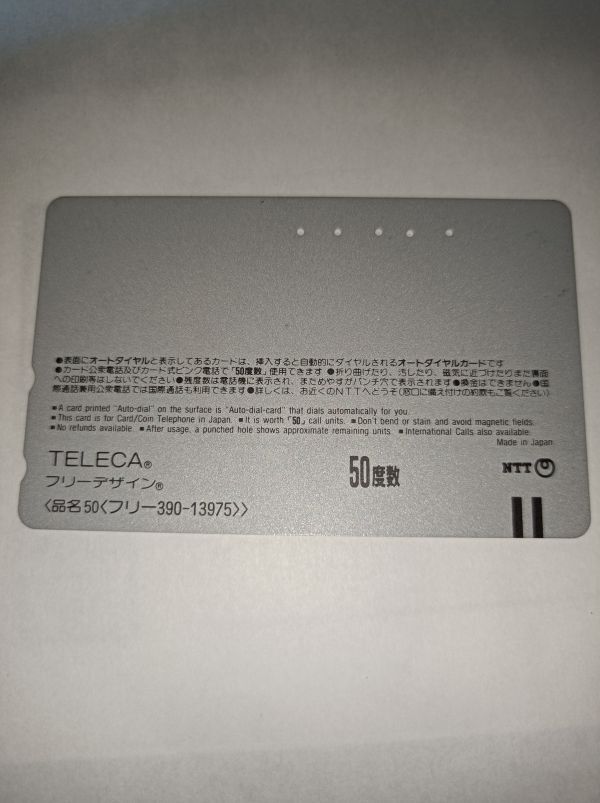 ●表面にオートダイヤルと表示してあるカードは、挿入すると自動的にダイヤルされるオートダイヤルカードです
●カード公衆電話及びカード式ピンク電話で「50度数」使用できます ●折り曲げたり、汚したり、磁気に近づけたりまた裏面
への印刷等はしないでください ●残度数は電話機に表示され、まためやすがパンチ穴で表示されます ●換金はできません ●国
際通話兼用公衆電話では国際通話も利用できます ●詳しくは、お近くのNTTへどうぞ（窓口に備え付けの約款もご覧ください）
■A card printed "Auto-dial" on the surface is "Auto-dial-card" that dials automatically for you.
■This card is for Card/Coin Telephone in Japan. ■It is worth「50」call units. ■Don't bend or stain and avoid magnetic fields.
■No refunds available. ■After usage, a punched hole shows approximate remaining units. ■International Calls also available.
Made in Japan
TELECA®
フリーデザイン®
50度数
NTT
〈品名50〈フリー390-13975〉〉